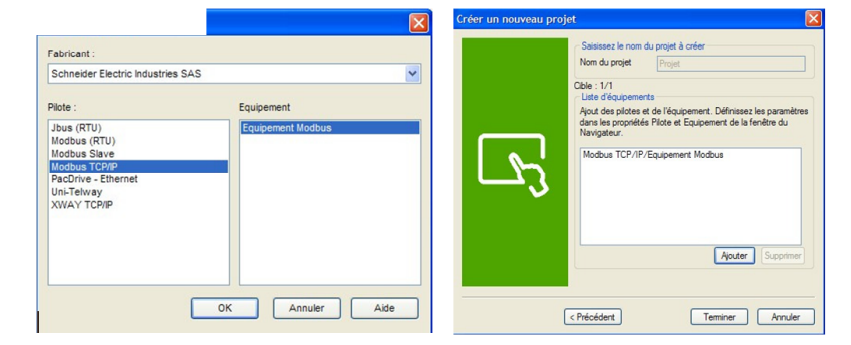 Fabricant :
Schneider Electric Industries SAS
Pilote :
Equipement
Jbus (RTU)
Modbus (RTU)
Modbus Slave
Modbus TCP/IP
PacDrive - Ethernet
Uni-Telway
XWAY TCP/IP
Equipement Modbus
OK
Annuler
Aide
Créer un nouveau projet
Saisissez le nom du projet à créer
Nom du projet
Projet
Cible : 1/1
Liste d'équipements
Ajout des pilotes et de l'équipement. Définissez les paramètres
dans les propriétés Pilote et Equipement de la fenêtre du
Navigateur.
Modbus TCP/IP/Equipement Modbus
Ajouter
Supprimer
< Précédent
Terminer
Annuler